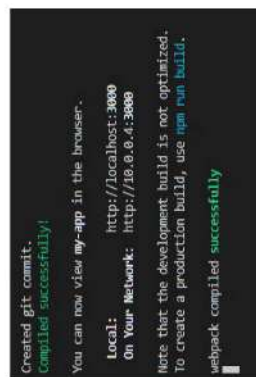 Created git commit.
Compiled successfully!
You can now view my-app in the browser.
Local: http://localhost:3000
On Your Network: http://10.0.0.4:3000
Note that the development build is not optimized.
To create a production build, use npm run build.
webpack compiled successfully